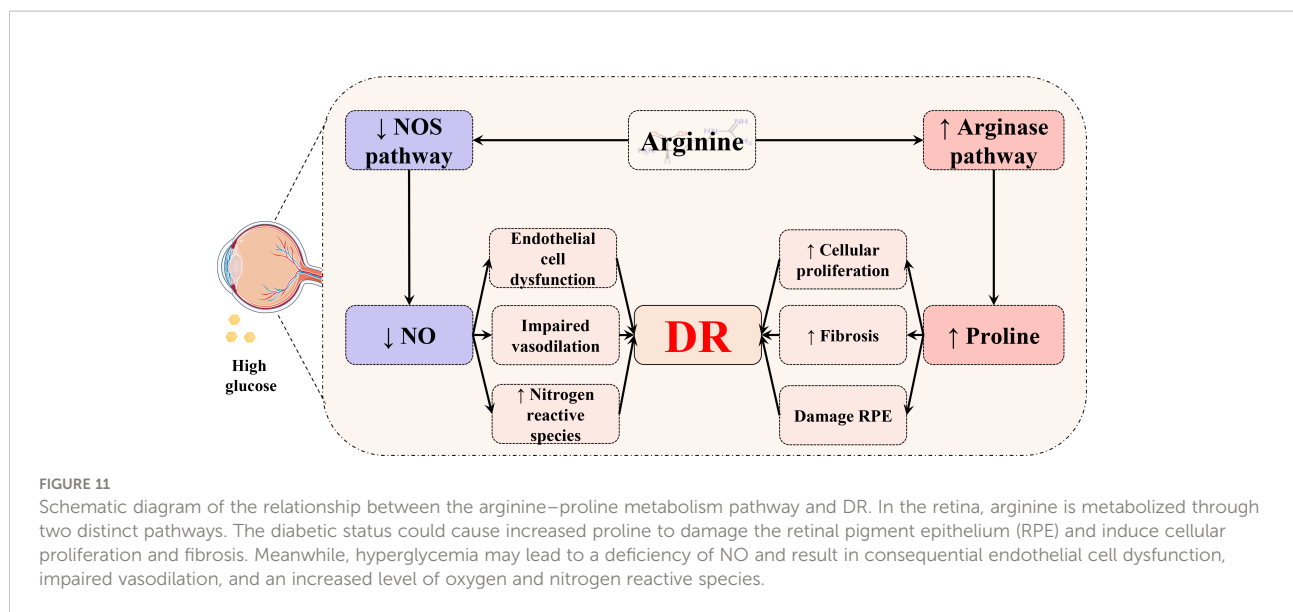 ↓ NOS
pathway
Arginine
↑ Arginase
pathway
Endothelial
cell
dysfunction
↑ Cellular
proliferation
↓ NO
Impaired
vasodilation
DR
↑ Fibrosis
↑ Proline
High
glucose
↑ Nitrogen
reactive
species
Damage RPE
FIGURE 11
Schematic diagram of the relationship between the arginine–proline metabolism pathway and DR. In the retina, arginine is metabolized through
two distinct pathways. The diabetic status could cause increased proline to damage the retinal pigment epithelium (RPE) and induce cellular
proliferation and fibrosis. Meanwhile, hyperglycemia may lead to a deficiency of NO and result in consequential endothelial cell dysfunction,
impaired vasodilation, and an increased level of oxygen and nitrogen reactive species.